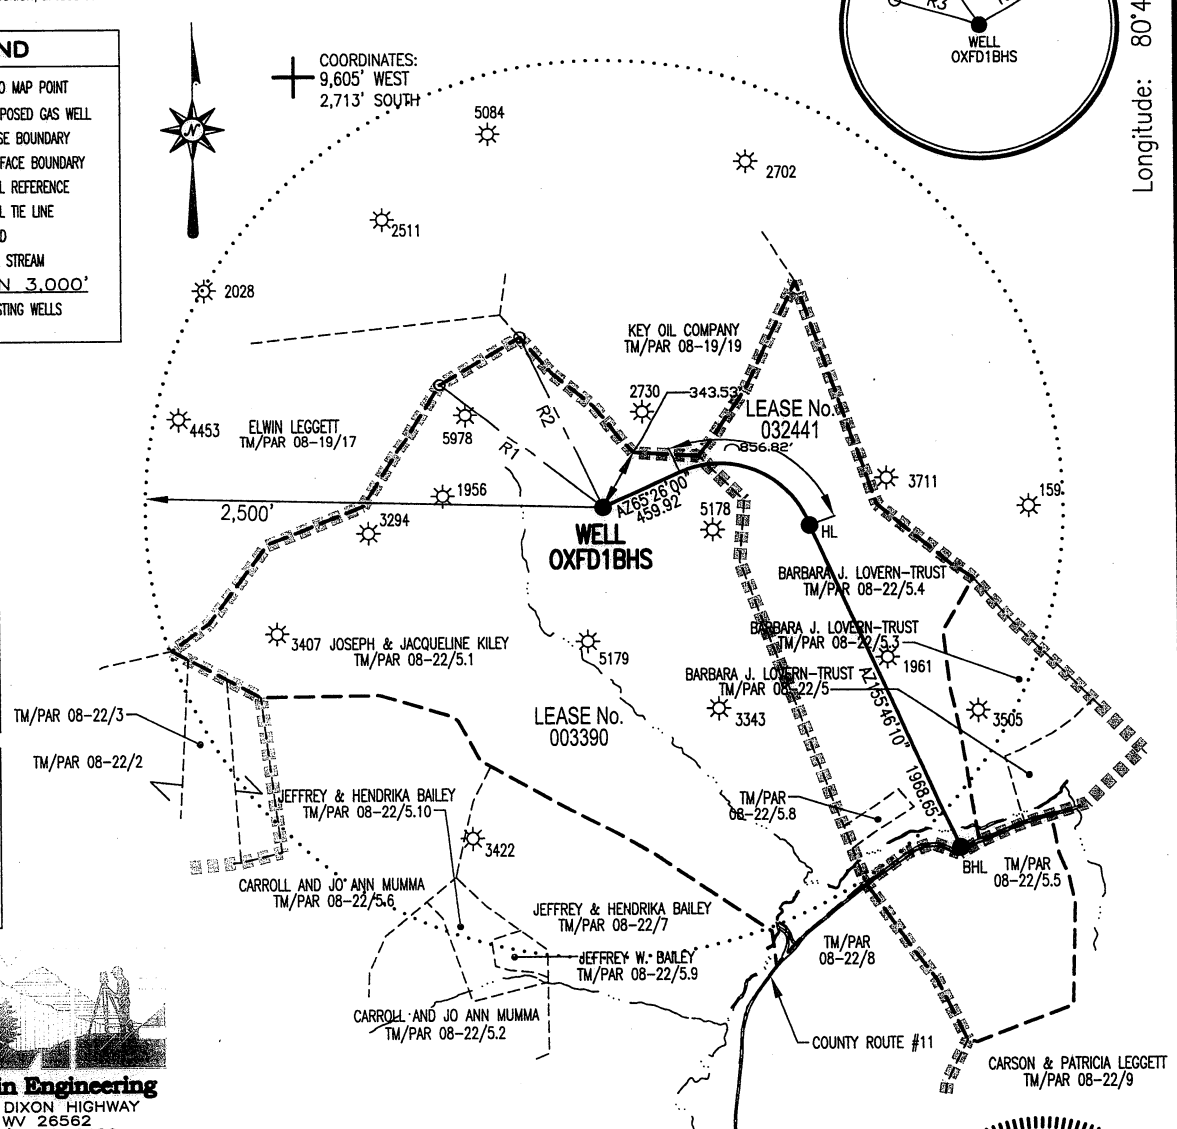 ND
O MAP POINT
POSED GAS WELL
SE BOUNDARY
FACE BOUNDARY
L REFERENCE
L TIE LINE
D
STREAM
N 3,000'
STING WELLS
N
COORDINATES:
9,605' WEST
2,713' SOUTH
R3
WELL
OXFD1BHS
Longitude: 80°4
5084
2702
2511
2028
KEY OIL COMPANY
TM/PAR 08-19/19
2730
343.53'
LEASE No.
032441
856.82'
4453
ELWIN LEGGETT
TM/PAR 08-19/17
5978
R1
R2
1956
3294
2,500'
AZ65°26'00"
459.92'
WELL
OXFD1BHS
5178
3711
159
HL
BARBARA J. LOVERN-TRUST
TM/PAR 08-22/5.4
BARBARA J. LOVERN-TRUST
TM/PAR 08-22/5.3
1961
BARBARA J. LOVERN-TRUST
TM/PAR 08-22/5
3407
JOSEPH & JACQUELINE KILEY
TM/PAR 08-22/5.1
5179
3343
3505
AZ155°46'10" 1968.65'
LEASE No.
003390
TM/PAR 08-22/3
TM/PAR 08-22/2
JEFFREY & HENDRIKA BAILEY
TM/PAR 08-22/5.10
TM/PAR
08-22/5.8
3422
BHL
TM/PAR
08-22/5.5
CARROLL AND JO ANN MUMMA
TM/PAR 08-22/5.6
JEFFREY & HENDRIKA BAILEY
TM/PAR 08-22/7
TM/PAR
08-22/8
JEFFREY W. BAILEY
TM/PAR 08-22/5.9
CARROLL AND JO ANN MUMMA
TM/PAR 08-22/5.2
COUNTY ROUTE #11
CARSON & PATRICIA LEGGETT
TM/PAR 08-22/9
in Engineering
DIXON HIGHWAY
WV 26562